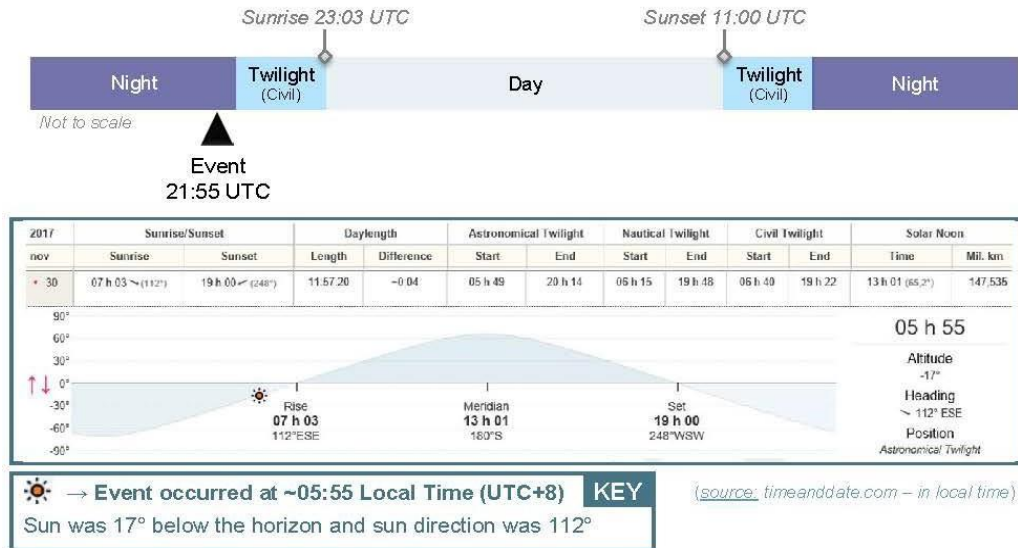 Sunrise 23:03 UTC Sunset 11:00 UTC
Night Twilight (Civil) Day Twilight (Civil) Night
Not to scale
Event
21:55 UTC
2017 Sunrise/Sunset Daylength Astronomical Twilight Nautical Twilight Civil Twilight Solar Noon
nov Sunrise Sunset Length Difference Start End Start End Start End Time Mil. km
30 07 h 03 (112°) 19 h 00 (248°) 11:57:20 −0:04 05 h 49 20 h 14 06 h 15 19 h 48 06 h 40 19 h 22 13 h 01 (65,2°) 147,535
90°
60°
30°
↑↓ 0°
-30°
-60°
-90°
Rise Meridian Set
07 h 03 13 h 01 19 h 00
112°ESE 180°S 248°WSW
05 h 55
Altitude
-17°
Heading
112° ESE
Position
Astronomical Twilight
→ Event occurred at ~05:55 Local Time (UTC+8) KEY
Sun was 17° below the horizon and sun direction was 112°
(source: timeanddate.com – in local time)